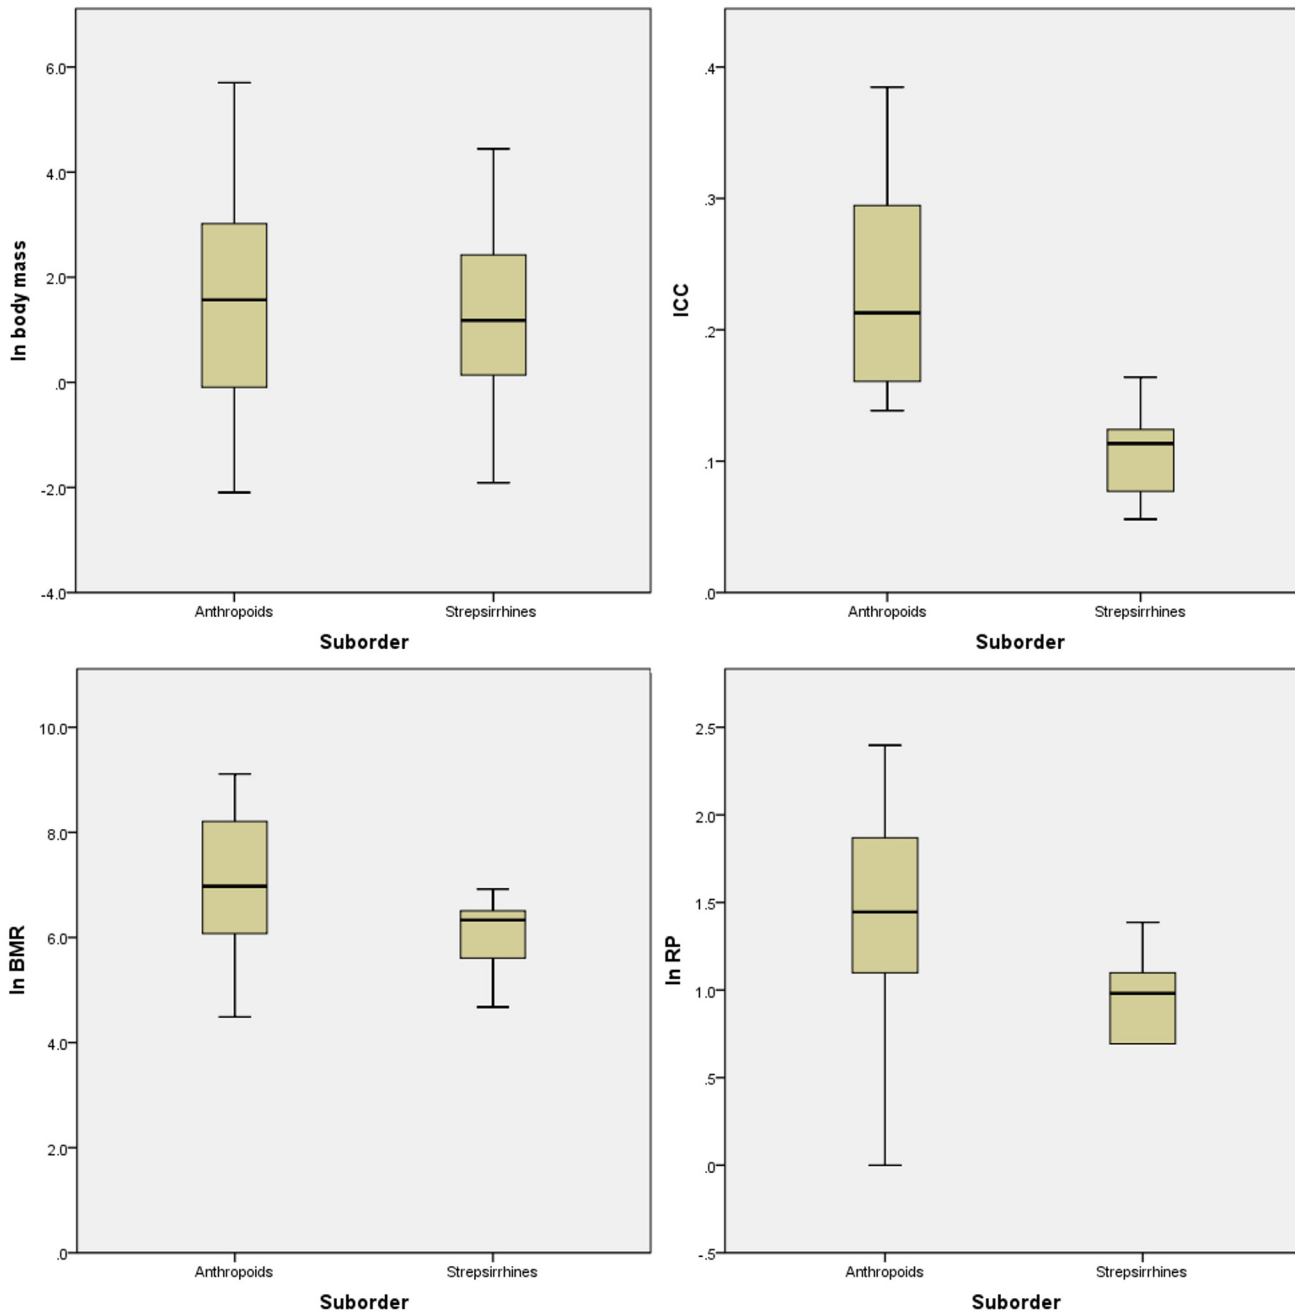 6.0
4.0
2.0
.0
-2.0
-4.0
ln body mass
Anthropoids Strepsirrhines
Suborder
.4
.3
.2
.1
.0
ICC
Anthropoids Strepsirrhines
Suborder
10.0
8.0
6.0
4.0
2.0
.0
ln BMR
Anthropoids Strepsirrhines
Suborder
2.5
2.0
1.5
1.0
.5
.0
-.5
ln RP
Anthropoids Strepsirrhines
Suborder